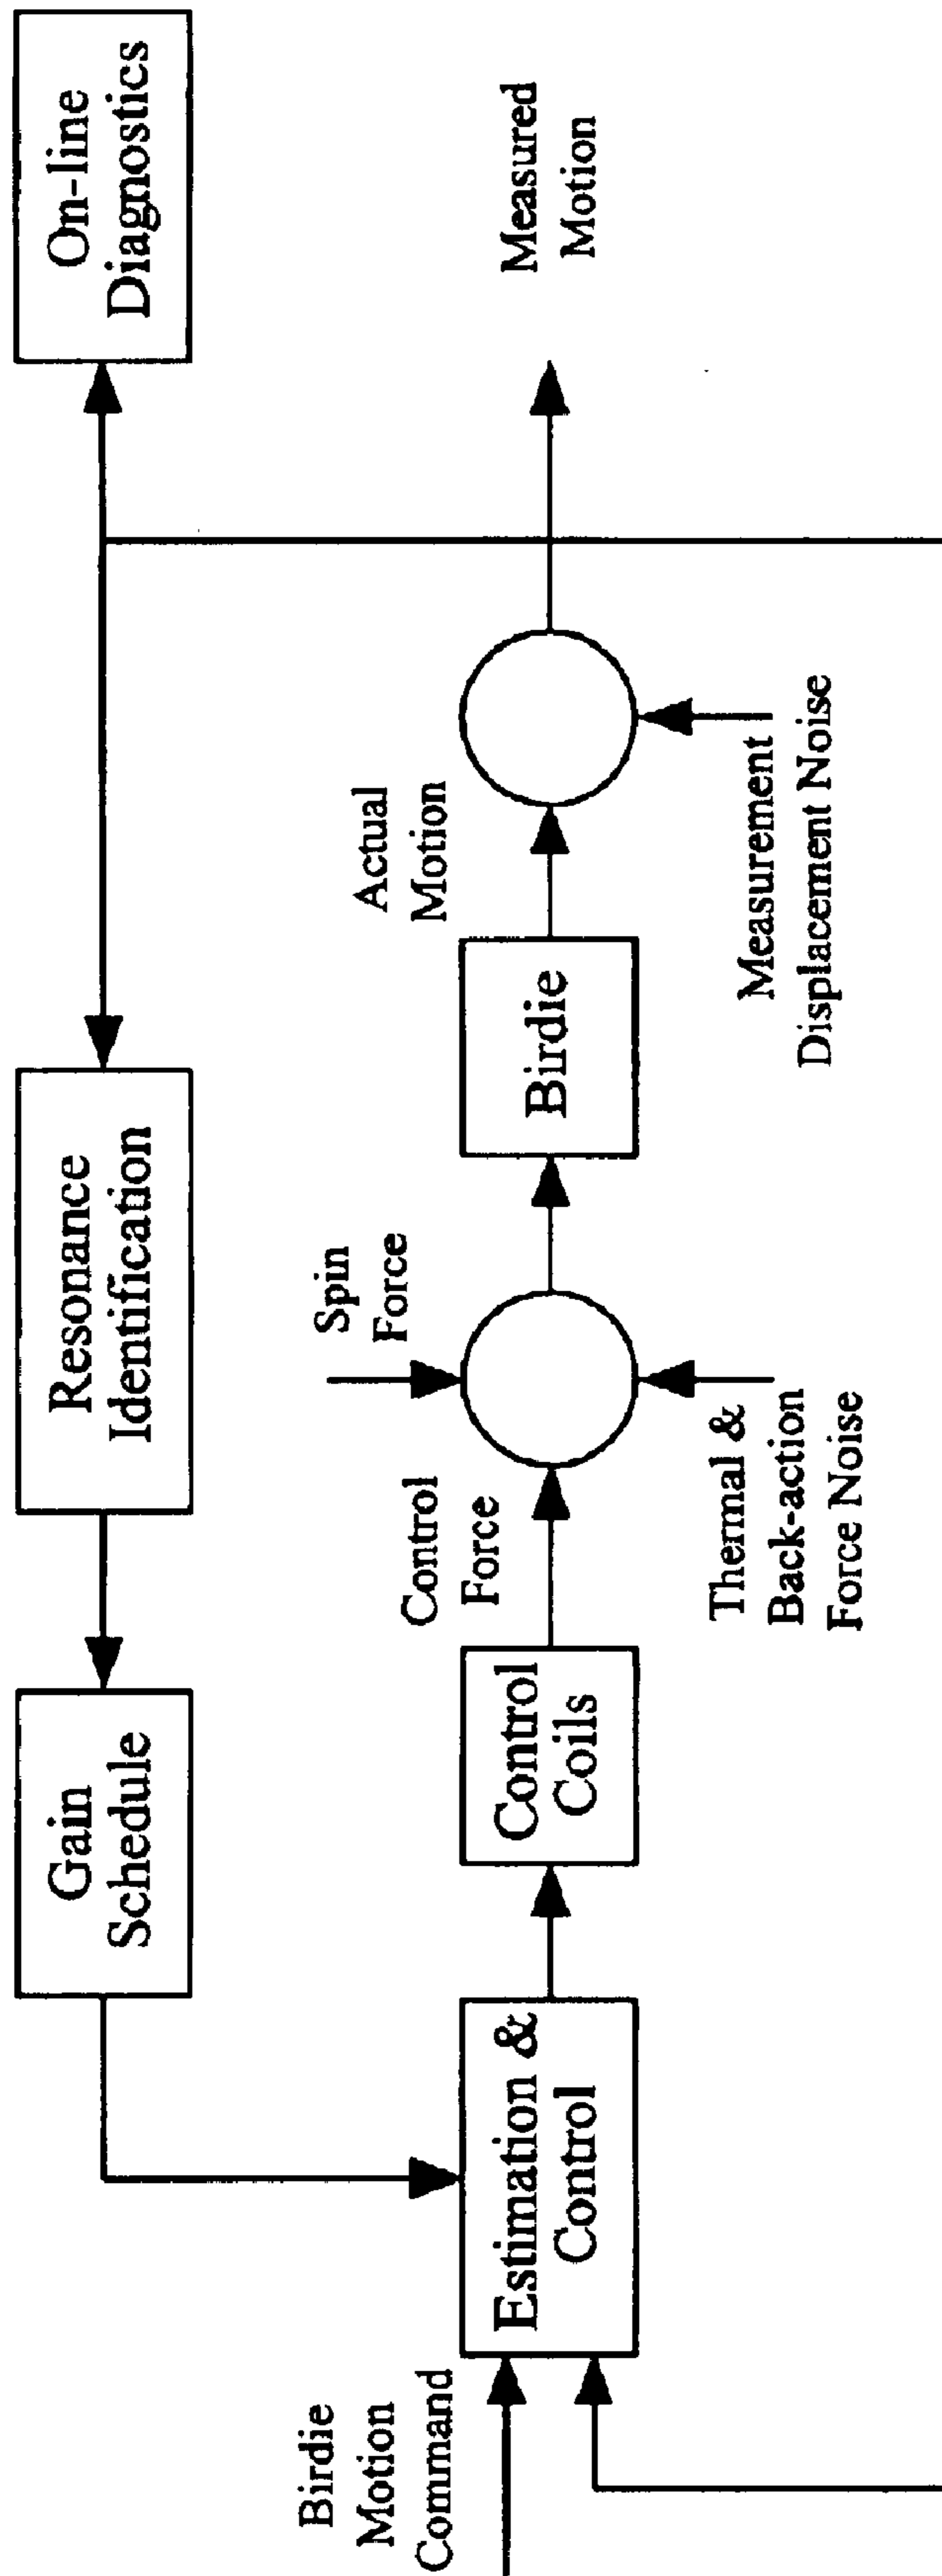 Gain
Schedule
Resonance
Identification
On-line
Diagnostics
Birdie
Motion
Command
Estimation &
Control
Control
Coils
Control
Force
Spin
Force
Thermal &
Back-action
Force Noise
Birdie
Actual
Motion
Measurement
Displacement Noise
Measured
Motion